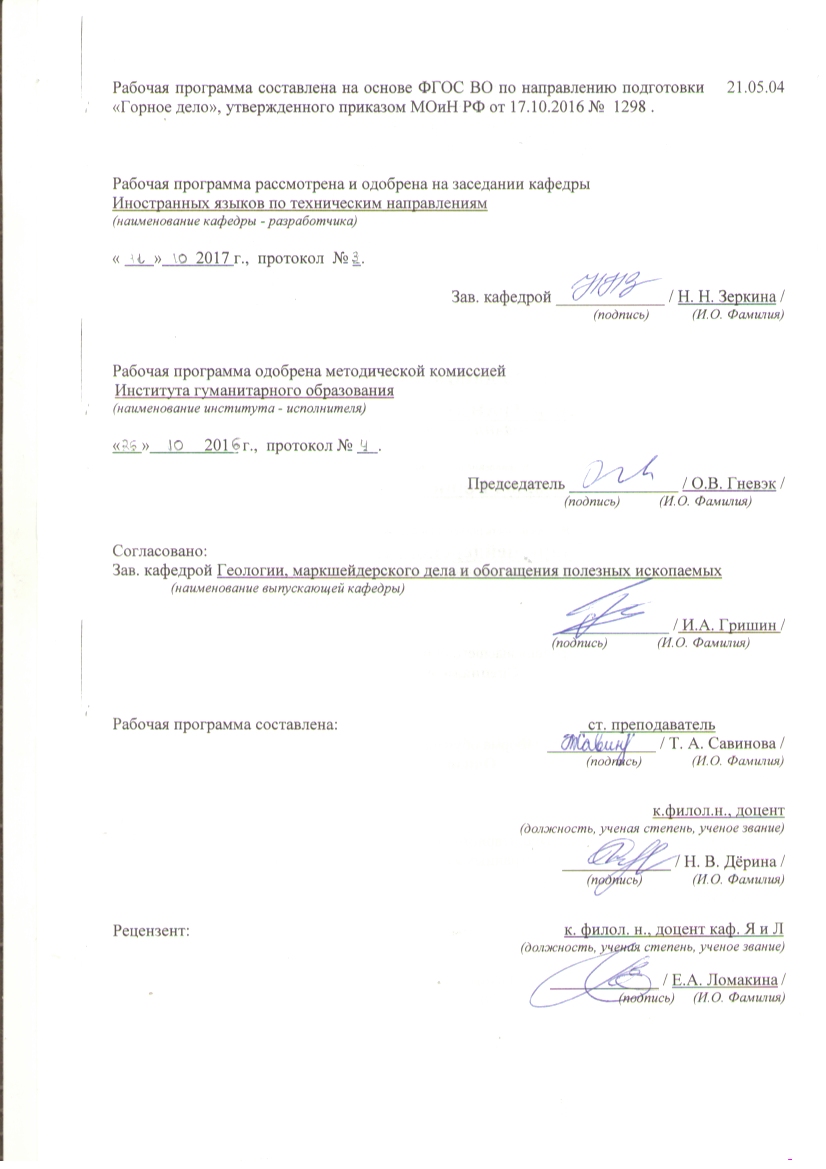 Рабочая программа составлена на основе ФГОС ВО по направлению подготовки 21.05.04
«Горное дело», утвержденного приказом МОиН РФ от 17.10.2016 № 1298 .
Рабочая программа рассмотрена и одобрена на заседании кафедры
Иностранных языков по техническим направлениям
(наименование кафедры - разработчика)
« » 10 2017 г., протокол №
Зав. кафедрой / Н. Н. Зеркина /
(подпись) (И.О. Фамилия)
Рабочая программа одобрена методической комиссией
Института гуманитарного образования
(наименование института - исполнителя)
«26» 10 2016 г., протокол № 4 .
Председатель / О.В. Гневэк /
(подпись) (И.О. Фамилия)
Согласовано:
Зав. кафедрой Геологии, маркшейдерского дела и обогащения полезных ископаемых
(наименование выпускающей кафедры)
/ И.А. Гришин /
(подпись) (И.О. Фамилия)
Рабочая программа составлена: ст. преподаватель
/ Т. А. Савинова /
(подпись) (И.О. Фамилия)
к.филол.н., доцент
(должность, ученая степень, ученое звание)
/ Н. В. Дёрина /
(подпись) (И.О. Фамилия)
Рецензент: к. филол. н., доцент каф. Я и Л
(должность, ученая степень, ученое звание)
/ Е.А. Ломакина /
(подпись) (И.О. Фамилия)